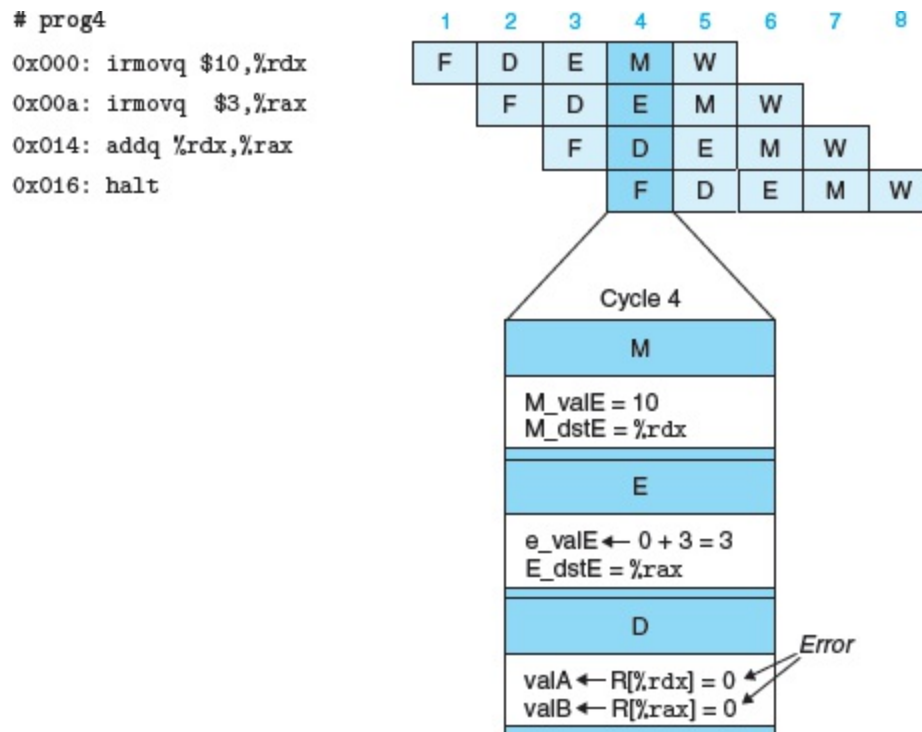 # prog4
1 2 3 4 5 6 7 8
0x000: irmovq $10,%rdx F D E M W
0x00a: irmovq $3,%rax F D E M W
0x014: addq %rdx,%rax F D E M W
0x016: halt F D E M W
Cycle 4
M
M_valE = 10
M_dstE = %rdx
E
e_valE ← 0 + 3 = 3
E_dstE = %rax
D
Error
valA ← R[%rdx] = 0
valB ← R[%rax] = 0